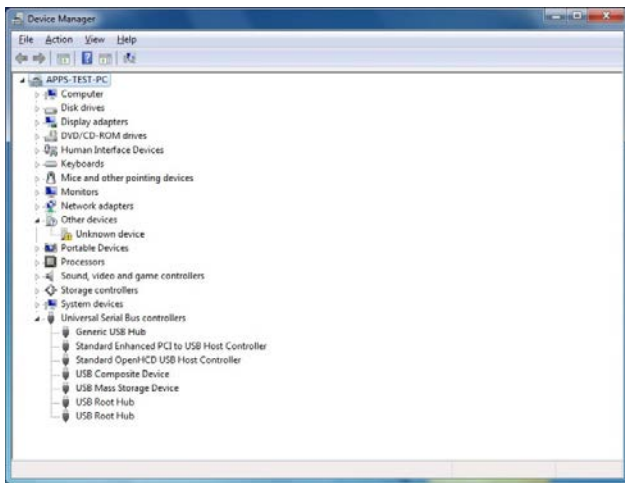 Device Manager
File Action View Help
APPS-TEST-PC
Computer
Disk drives
Display adapters
DVD/CD-ROM drives
Human Interface Devices
Keyboards
Mice and other pointing devices
Monitors
Network adapters
Other devices
Unknown device
Portable Devices
Processors
Sound, video and game controllers
Storage controllers
System devices
Universal Serial Bus controllers
Generic USB Hub
Standard Enhanced PCI to USB Host Controller
Standard OpenHCD USB Host Controller
USB Composite Device
USB Mass Storage Device
USB Root Hub
USB Root Hub